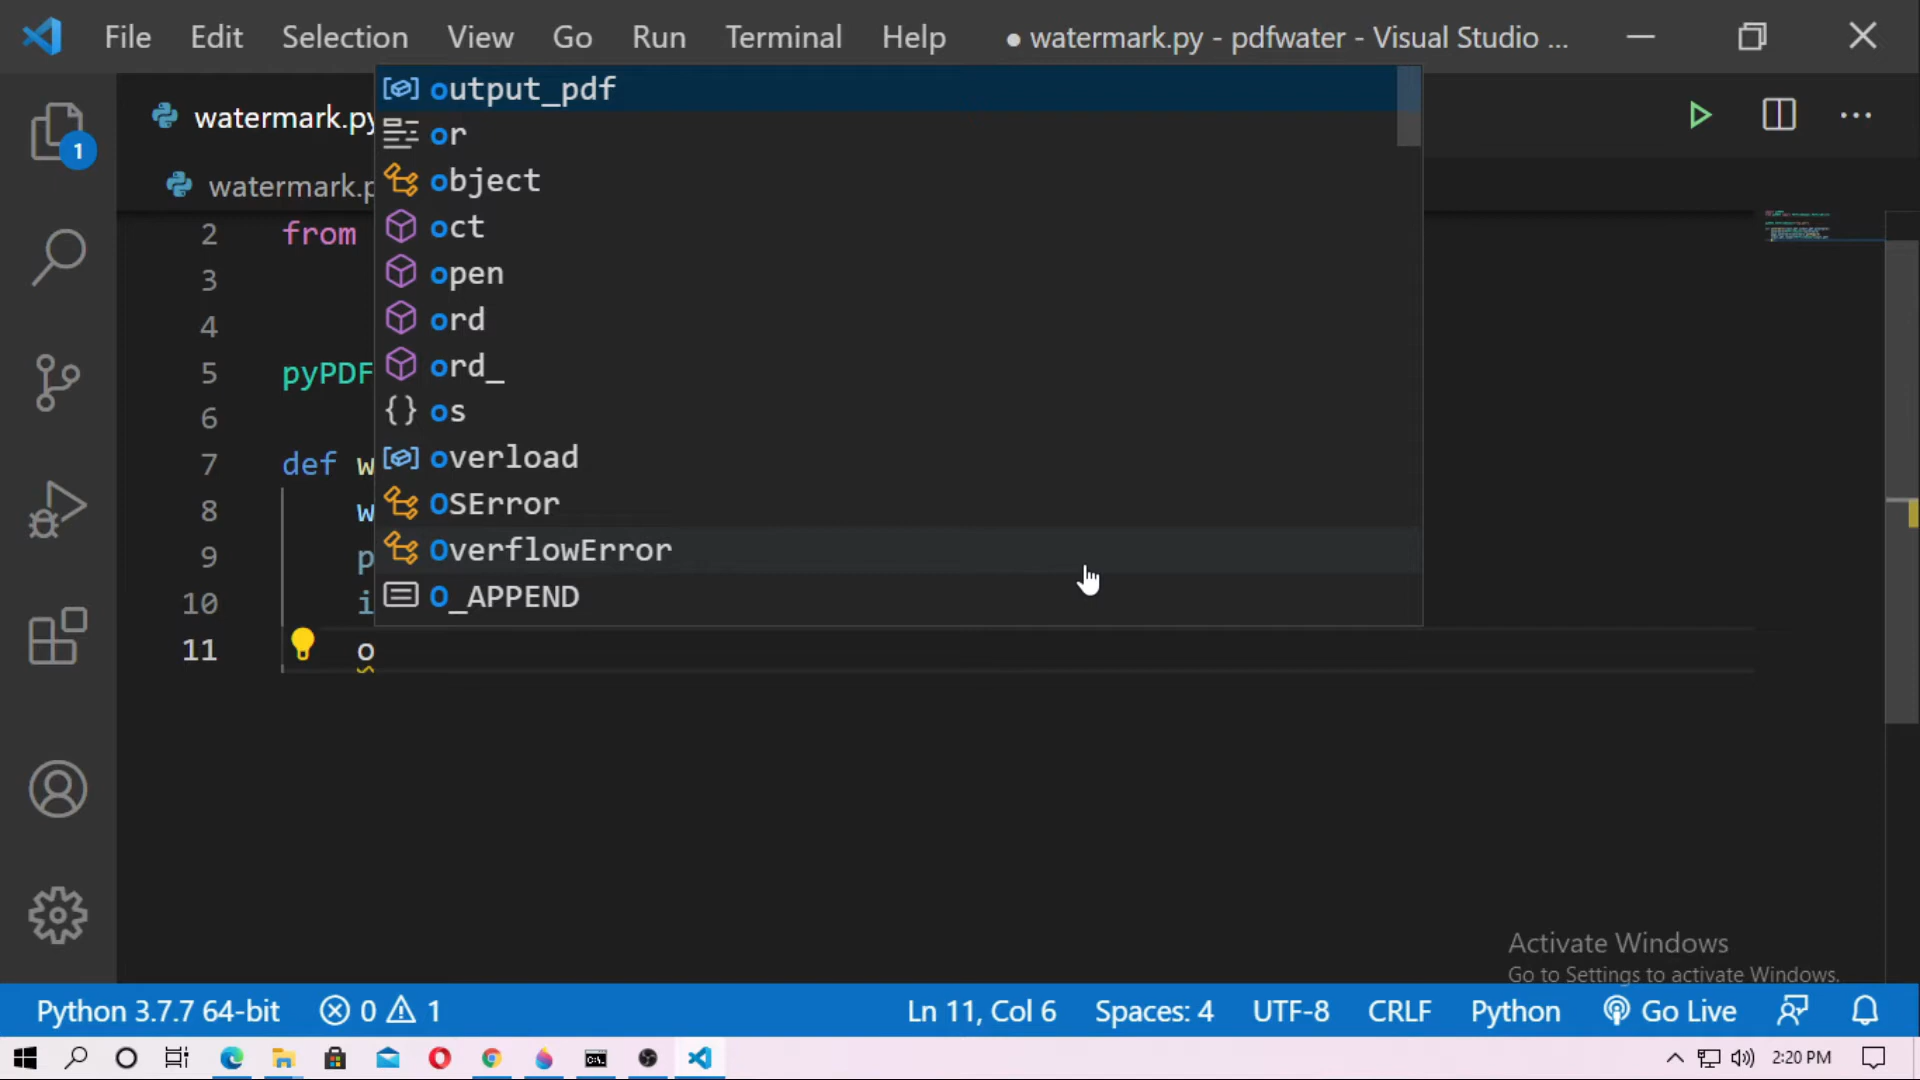 File Edit Selection View Go Run Terminal Help ● watermark.py - pdfwater - Visual Studio ...
1
watermark.py
watermark.p
output_pdf
or
object
oct
open
ord
ord_
os
overload
OSError
OverflowError
O_APPEND
2 from
3
4
5 pyPDF
6
7 def w
8 w
9 p
10 i
11 o
Activate Windows
Go to Settings to activate Windows.
Python 3.7.7 64-bit 0 1 Ln 11, Col 6 Spaces: 4 UTF-8 CRLF Python Go Live
2:20 PM